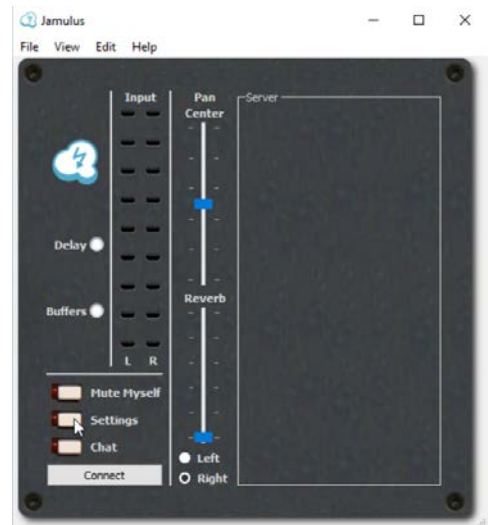 Jamulus
File View Edit Help
Input
Pan
Center
Server
Delay
Buffers
Reverb
L R
Mute Myself
Settings
Chat
Left
Connect
Right